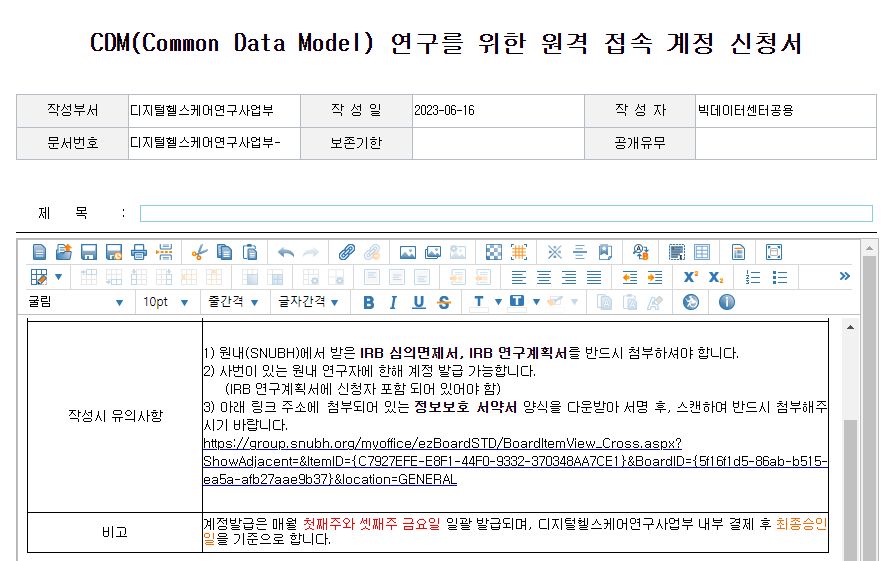 CDM(Common Data Model) 연구를 위한 원격 접속 계정 신청서
작성부서 디지털헬스케어연구사업부 작 성 일 2023-06-16 작 성 자 빅데이터센터공용
문서번호 디지털헬스케어연구사업부- 보존기한 공개유무
제 목 :
굴림 10pt 줄간격 글자간격 B I U S T T
작성시 유의사항
1) 원내(SNUBH)에서 받은 IRB 심의면제서, IRB 연구계획서를 반드시 첨부하셔야 합니다.
2) 사번이 있는 원내 연구자에 한해 계정 발급 가능합니다.
(IRB 연구계획서에 신청자 포함 되어 있어야 함)
3) 아래 링크 주소에 첨부되어 있는 정보보호 서약서 양식을 다운받아 서명 후, 스캔하여 반드시 첨부해주
시기 바랍니다.
https://group.snubh.org/myoffice/ezBoardSTD/BoardItemView_Cross.aspx?
ShowAdjacent=&ItemID={C7927EFE-E8F1-44F0-9332-370348AA7CE1}&BoardID={5f16f1d5-86ab-b515-
ea5a-afb27aae9b37}&location=GENERAL
비고
계정발급은 매월 첫째주와 셋째주 금요일 일괄 발급되며, 디지털헬스케어연구사업부 내부 결제 후 최종승인
일을 기준으로 합니다.